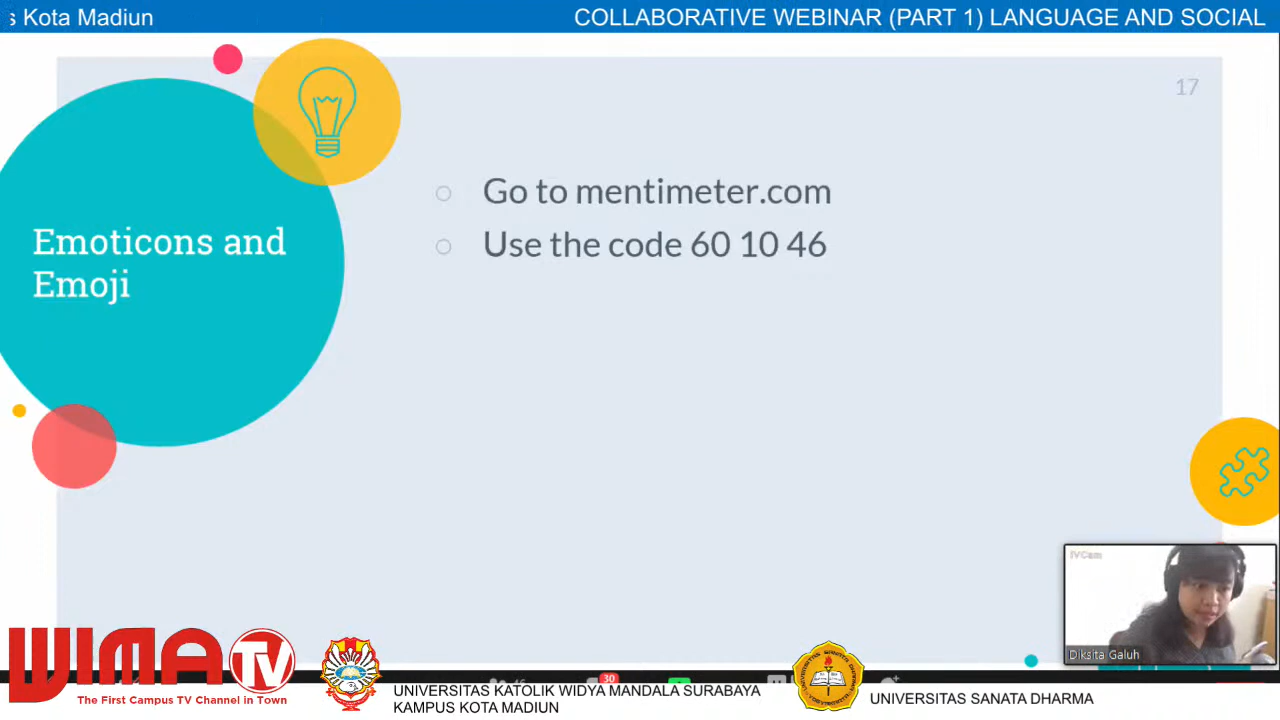 s Kota Madiun
COLLABORATIVE WEBINAR (PART 1) LANGUAGE AND SOCIAL
17
Emoticons and
Emoji
Go to mentimeter.com
Use the code 60 10 46
IVCam
Diksita Galuh
WIMA TV
The First Campus TV Channel in Town
30
UNIVERSITAS KATOLIK WIDYA MANDALA SURABAYA
KAMPUS KOTA MADIUN
UNIVERSITAS SANATA DHARMA